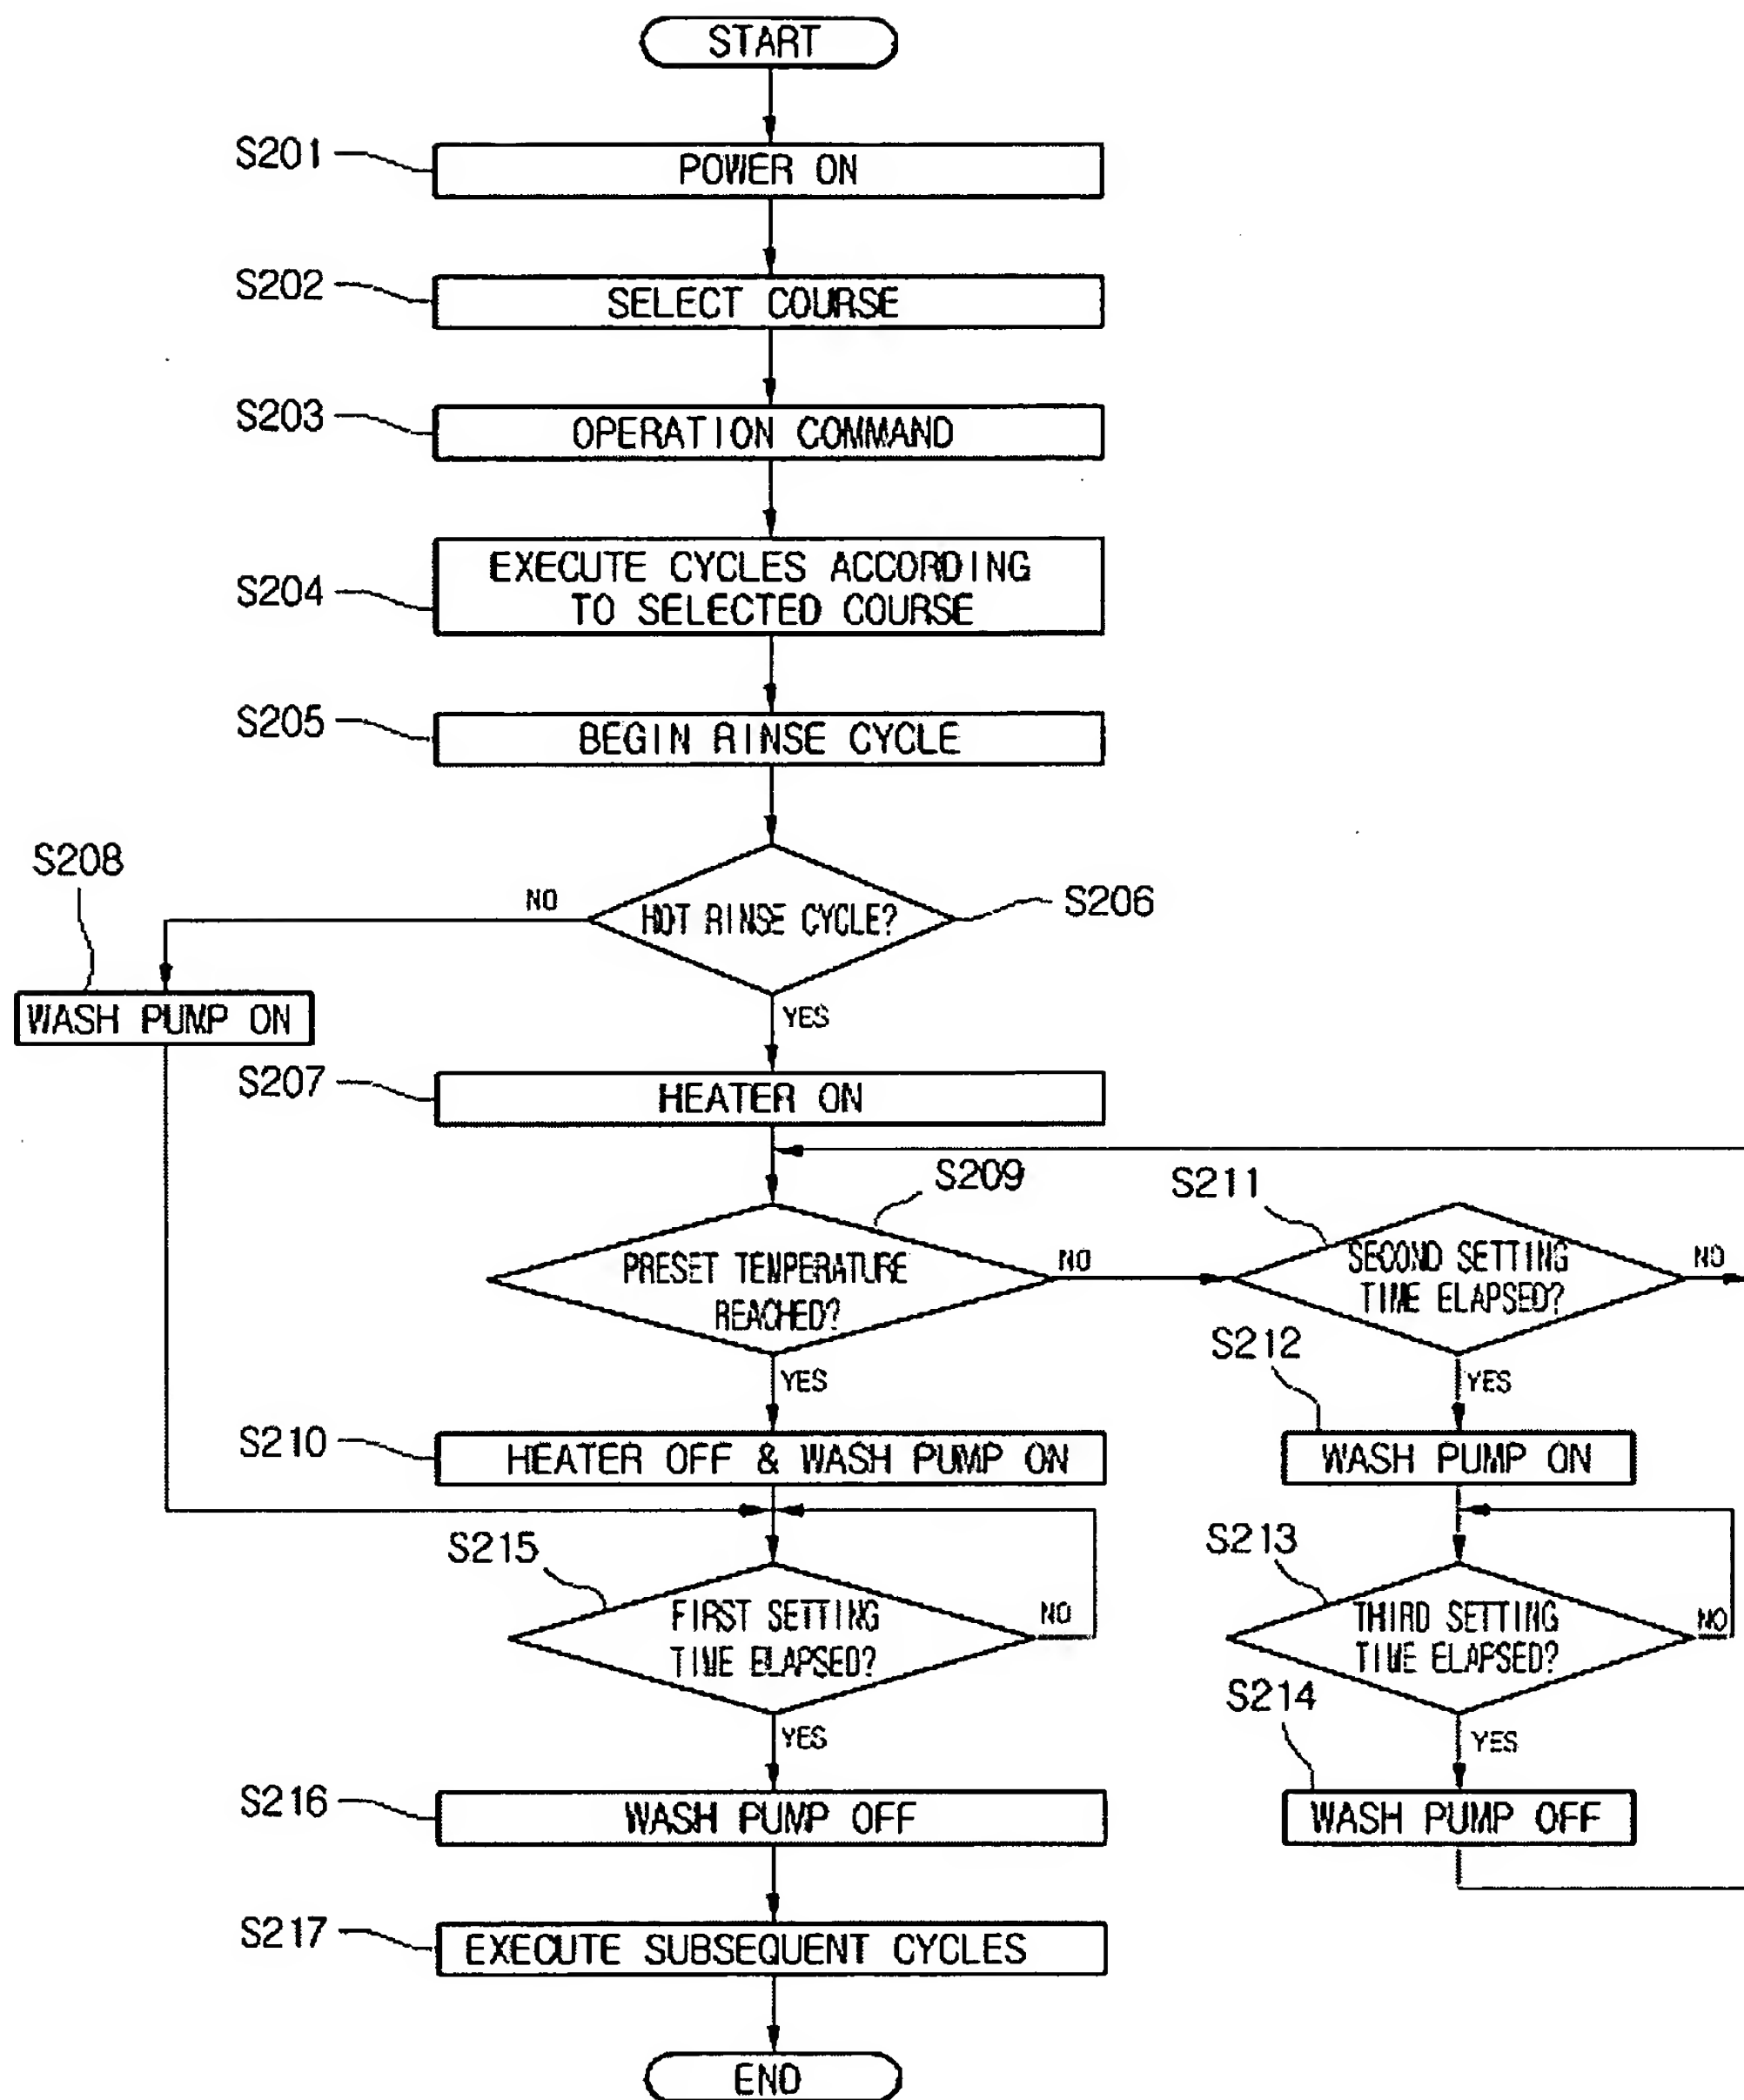 START
S201
POWER ON
S202
SELECT COURSE
S203
OPERATION COMMAND
S204
EXECUTE CYCLES ACCORDING
TO SELECTED COURSE
S205
BEGIN RINSE CYCLE
S208
NO
HOT RINSE CYCLE?
S206
WASH PUMP ON
YES
S207
HEATER ON
S209
S211
PRESET TEMPERATURE
REACHED?
NO
SECOND SETTING
TIME ELAPSED?
NO
S212
YES
YES
S210
HEATER OFF & WASH PUMP ON
WASH PUMP ON
S215
S213
FIRST SETTING
TIME ELAPSED?
NO
THIRD SETTING
TIME ELAPSED?
NO
S214
YES
YES
S216
WASH PUMP OFF
WASH PUMP OFF
S217
EXECUTE SUBSEQUENT CYCLES
END